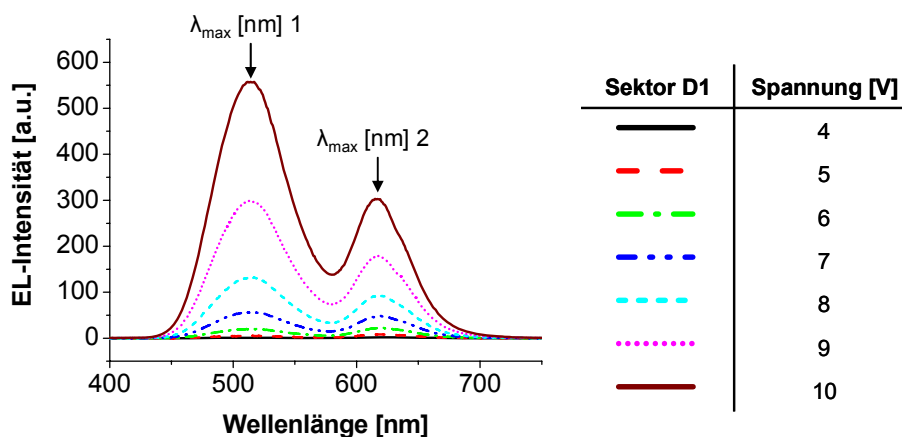 λmax [nm] 1
λmax [nm] 2
EL-Intensität [a.u.]
600
500
400
300
200
100
0
400 500 600 700
Wellenlänge [nm]
Sektor D1 Spannung [V]
4
5
6
7
8
9
10